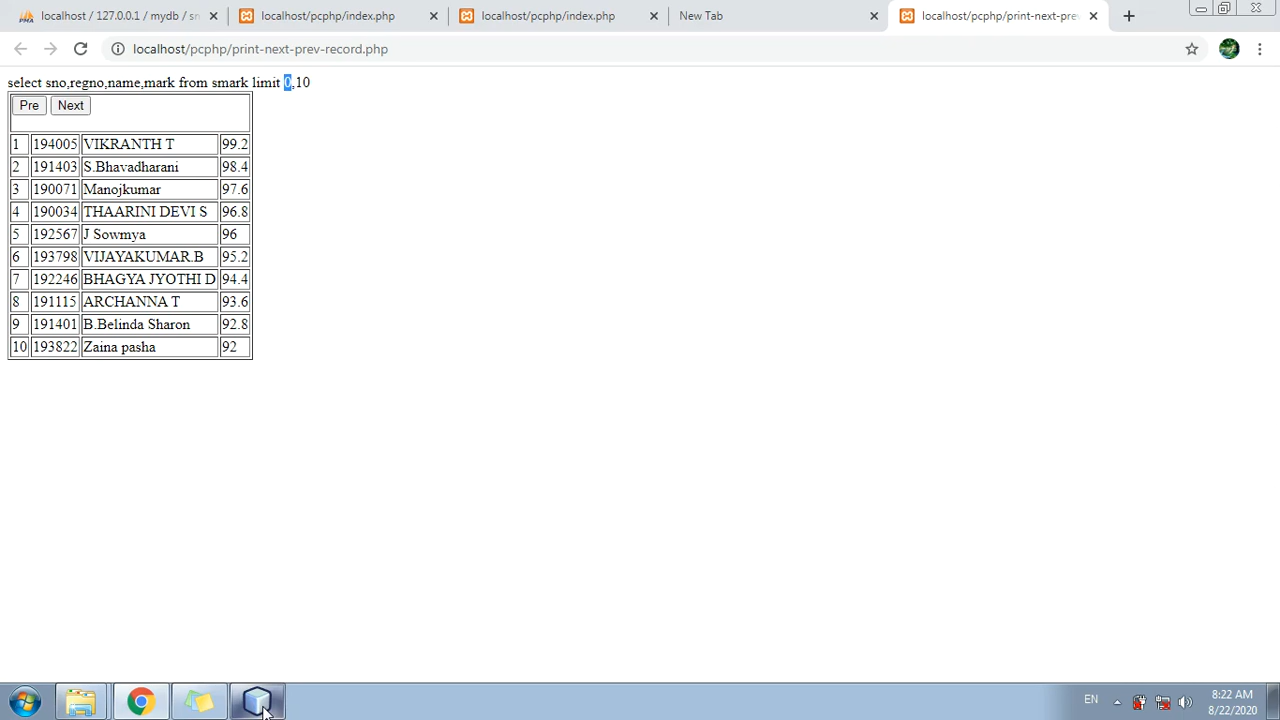 localhost / 127.0.0.1 / mydb / sm
localhost/pcphp/index.php
localhost/pcphp/index.php
New Tab
localhost/pcphp/print-next-prev
localhost/pcphp/print-next-prev-record.php
select sno,regno,name,mark from smark limit 0,10
Pre Next
1 194005 VIKRANTH T 99.2
2 191403 S.Bhavadharani 98.4
3 190071 Manojkumar 97.6
4 190034 THAARINI DEVI S 96.8
5 192567 J Sowmya 96
6 193798 VIJAYAKUMAR.B 95.2
7 192246 BHAGYA JYOTHI D 94.4
8 191115 ARCHANNA T 93.6
9 191401 B.Belinda Sharon 92.8
10 193822 Zaina pasha 92
EN
8:22 AM
8/22/2020